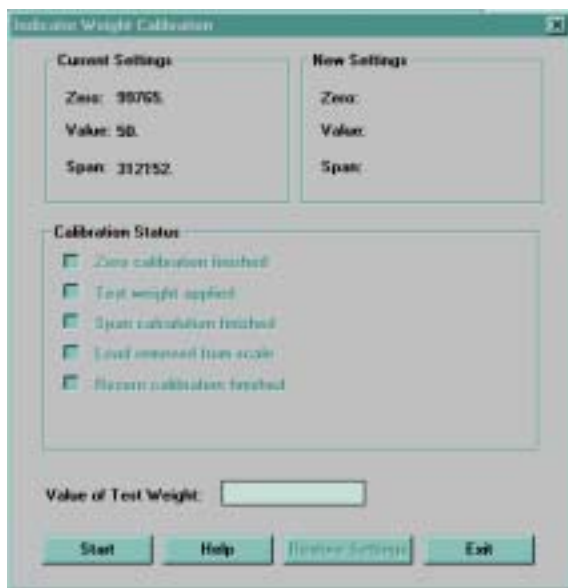 Indicator Weight Calibration
Current Settings
Zero: 99765.
Value: 50.
Span: 312152.
New Settings
Zero:
Value:
Span:
Calibration Status
Zero calibration finished
Test weight applied
Span calculation finished
Load removed from scale
Rezero calibration finished
Value of Test Weight:
Start
Help
Restore Settings
Exit